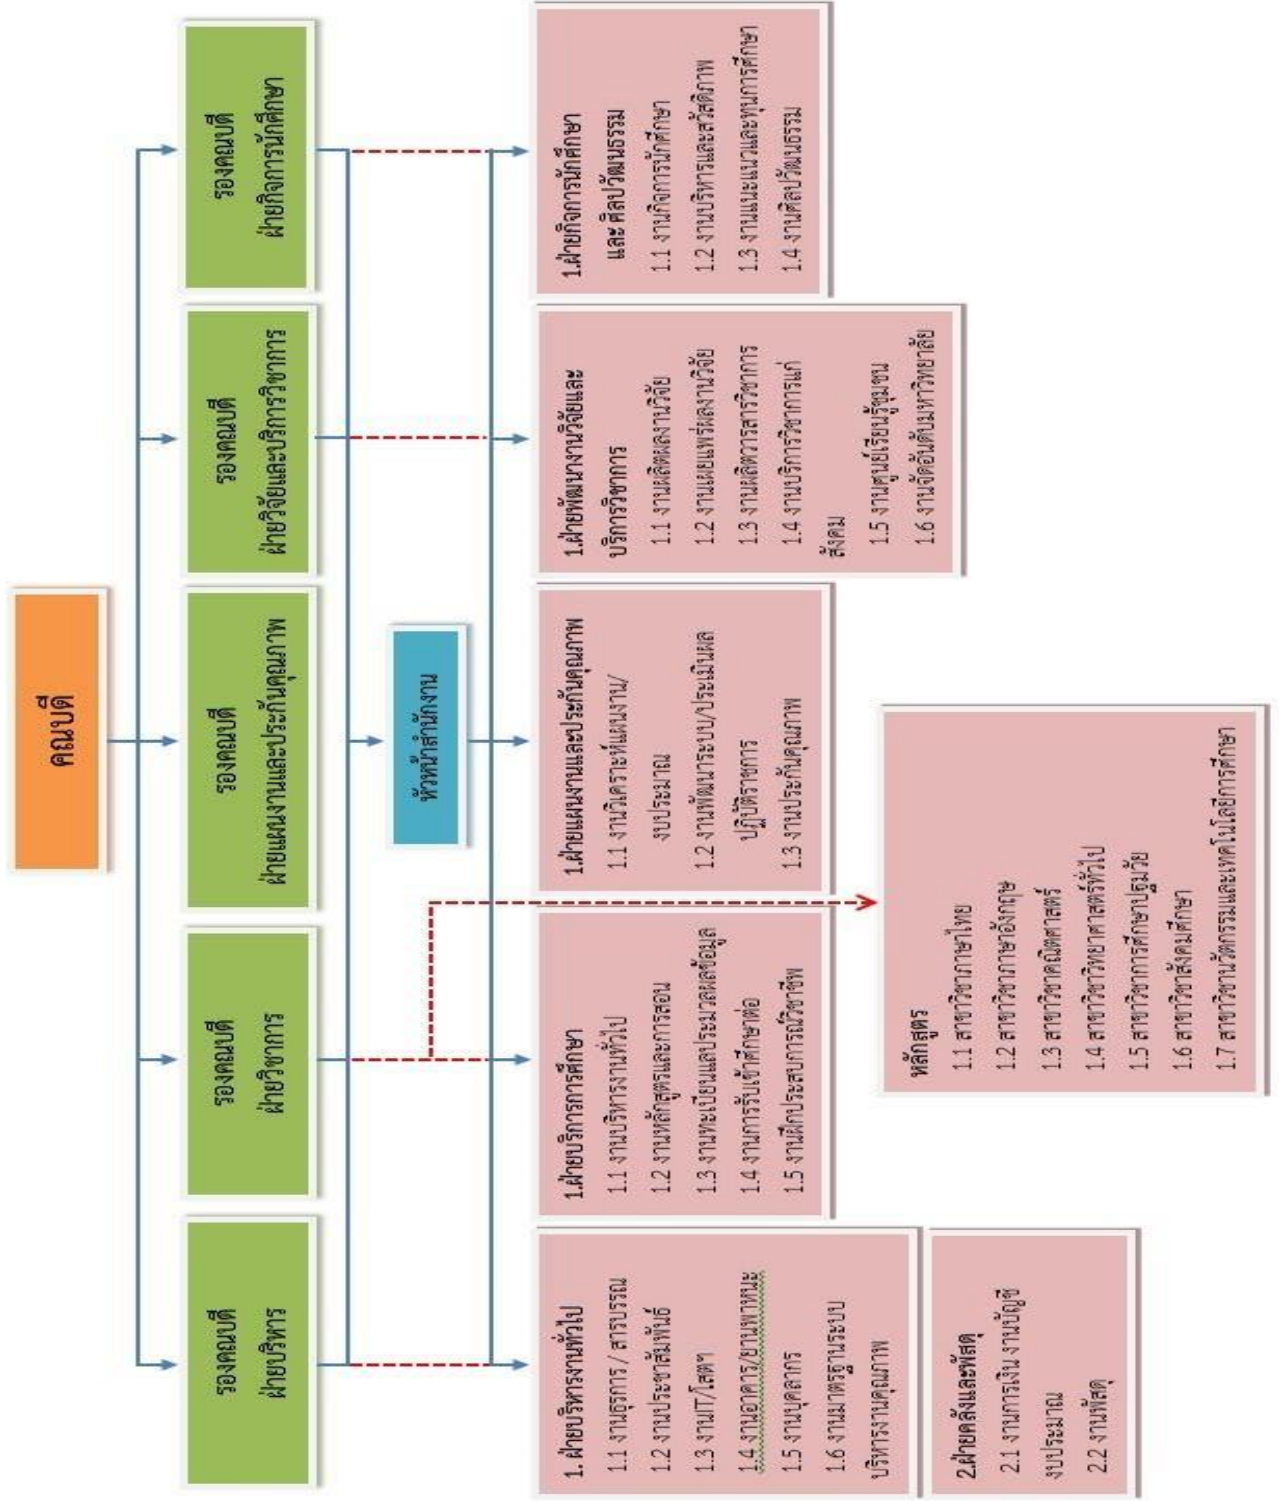 คณบดี
รองคณบดี
ฝ่ายบริหาร
รองคณบดี
ฝ่ายวิชาการ
รองคณบดี
ฝ่ายแผนงานและประกันคุณภาพ
รองคณบดี
ฝ่ายวิจัยและบริการวิชาการ
รองคณบดี
ฝ่ายกิจการนักศึกษา
หัวหน้าสำนักงาน
1. ฝ่ายบริหารงานทั่วไป
1.1 งานธุรการ / สารบรรณ
1.2 งานประชาสัมพันธ์
1.3 งานIT/โสตฯ
1.4 งานอาคาร/ยานพาหนะ
1.5 งานบุคลากร
1.6 งานมาตรฐานระบบ
บริหารงานคุณภาพ
2.ฝ่ายคลังและพัสดุ
2.1 งานการเงิน งานบัญชี
งบประมาณ
2.2 งานพัสดุ
1.ฝ่ายบริการการศึกษา
1.1 งานบริหารงานทั่วไป
1.2 งานหลักสูตรและการสอน
1.3 งานทะเบียนแลประมวลผลข้อมูล
1.4 งานการรับเข้าศึกษาต่อ
1.5 งานฝึกประสบการณ์วิชาชีพ
1.ฝ่ายแผนงานและประกันคุณภาพ
1.1 งานวิเคราะห์แผนงาน/
งบประมาณ
1.2 งานพัฒนาระบบ/ประเมินผล
ปฏิบัติราชการ
1.3 งานประกันคุณภาพ
1.ฝ่ายพัฒนางานวิจัยและ
บริการวิชาการ
1.1 งานผลิตผลงานวิจัย
1.2 งานเผยแพร่ผลงานวิจัย
1.3 งานผลิตวารสารวิชาการ
1.4 งานบริการวิชาการแก่
สังคม
1.5 งานศูนย์เรียนรู้ชุมชน
1.6 งานจัดอันดับมหาวิทยาลัย
1.ฝ่ายกิจการนักศึกษา
และ ศิลปวัฒนธรรม
1.1 งานกิจการนักศึกษา
1.2 งานบริหารและสวัสดิภาพ
1.3 งานแนะแนวและทุนการศึกษา
1.4 งานศิลปวัฒนธรรม
หลักสูตร
1.1 สาขาวิชาภาษาไทย
1.2 สาขาวิชาภาษาอังกฤษ
1.3 สาขาวิชาคณิตศาสตร์
1.4 สาขาวิชาวิทยาศาสตร์ทั่วไป
1.5 สาขาวิชาการศึกษาปฐมวัย
1.6 สาขาวิชาสังคมศึกษา
1.7 สาขาวิชานวัตกรรมและเทคโนโลยีการศึกษา